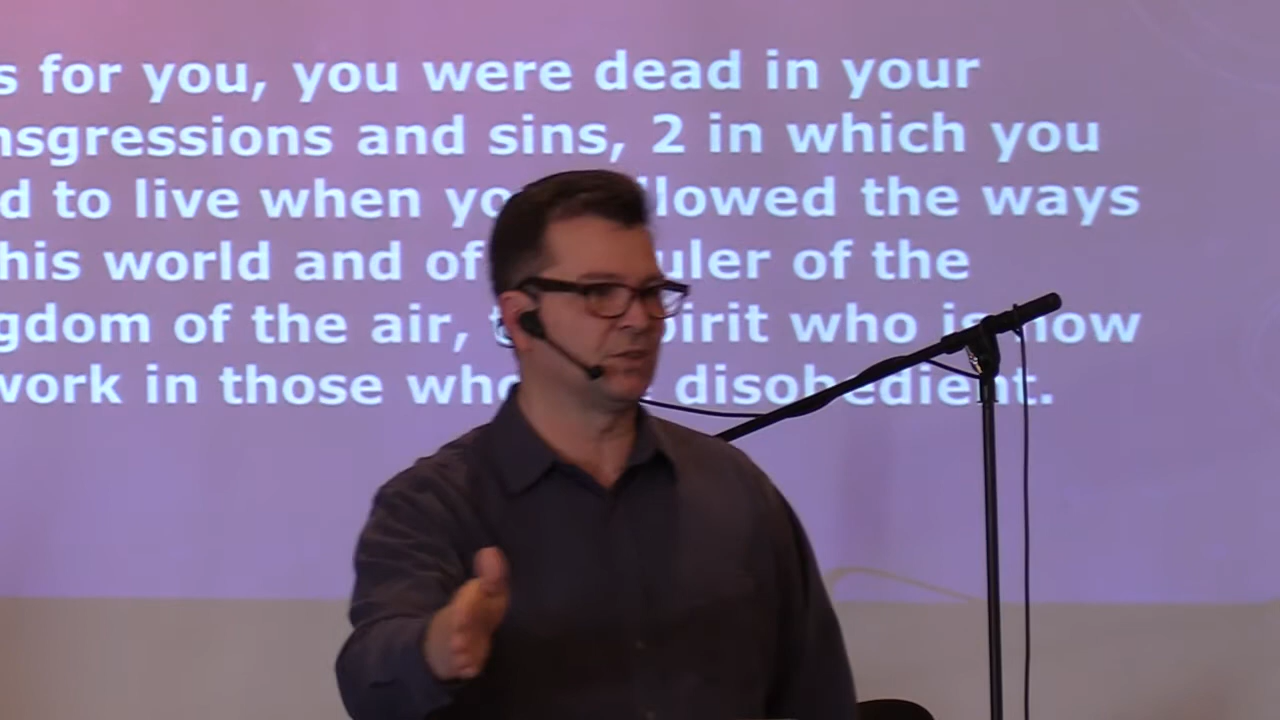 s for you, you were dead in your
nsgressions and sins, 2 in which you
d to live when yo llowed the ways
his world and of uler of the
gdom of the air, t pirit who is now
work in those who disobedient.